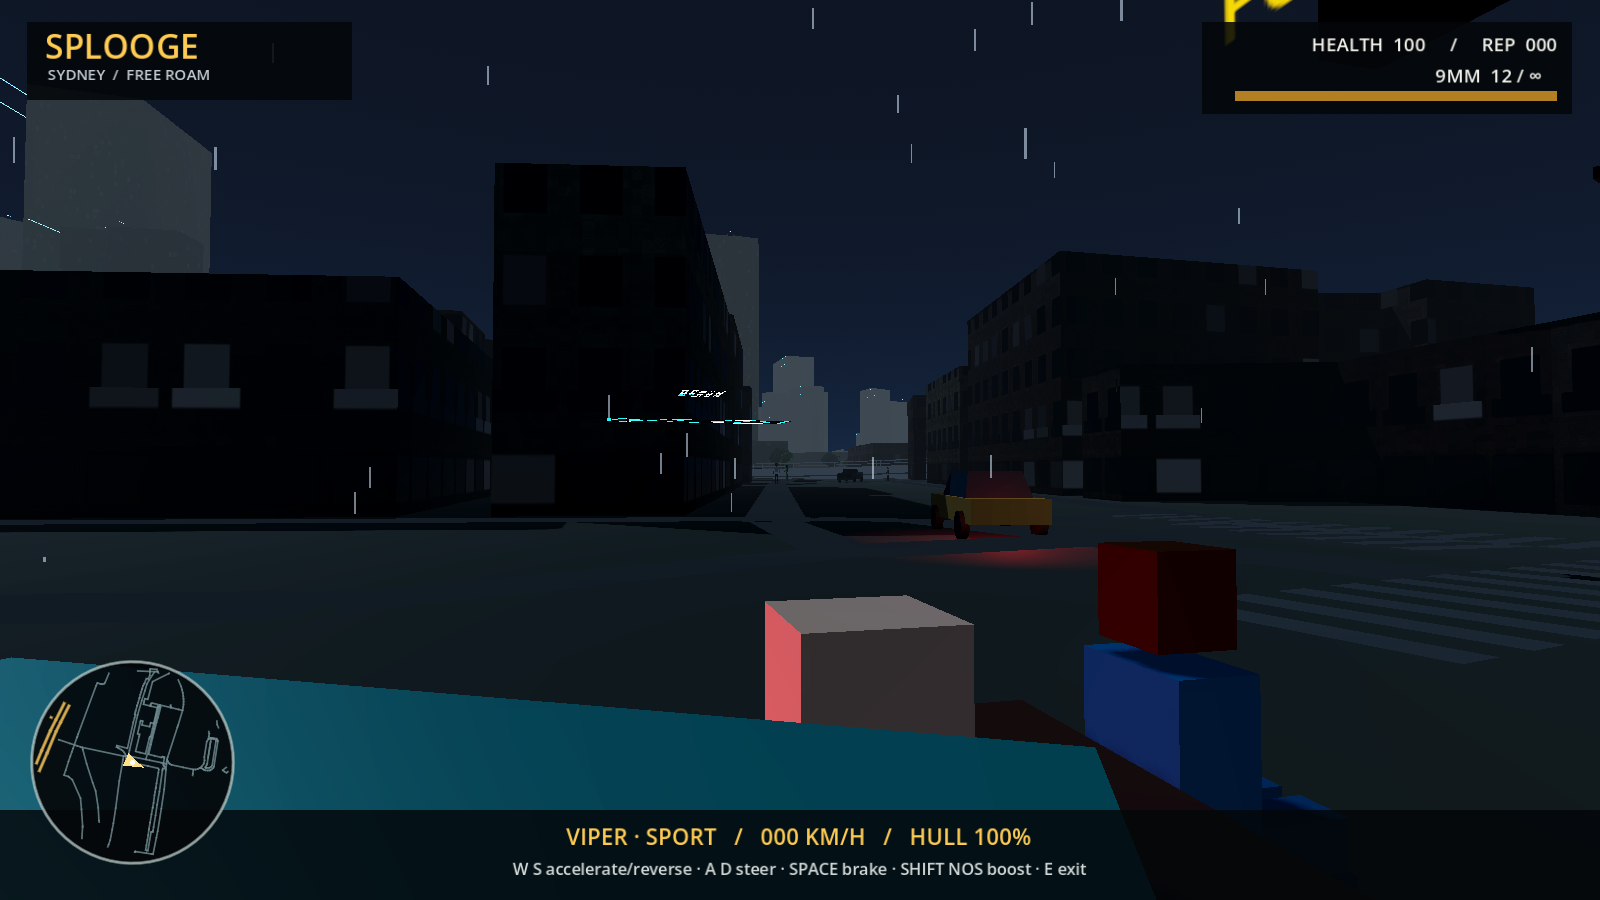 SPLOOGE
SYDNEY / FREE ROAM
HEALTH 100 / REP 000
9MM 12 / ∞
VIPER · SPORT / 000 KM/H / HULL 100%
W S accelerate/reverse · A D steer · SPACE brake · SHIFT NOS boost · E exit